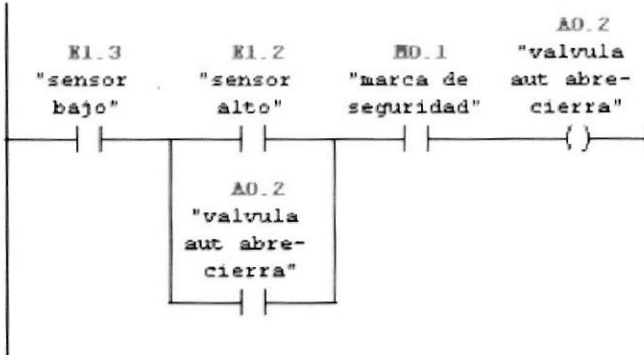 E1.3
"sensor
bajo"
E1.2
"sensor
alto"
M0.1
"marca de
seguridad"
A0.2
"valvula
aut abre-
cierra"
A0.2
"valvula
aut abre-
cierra"